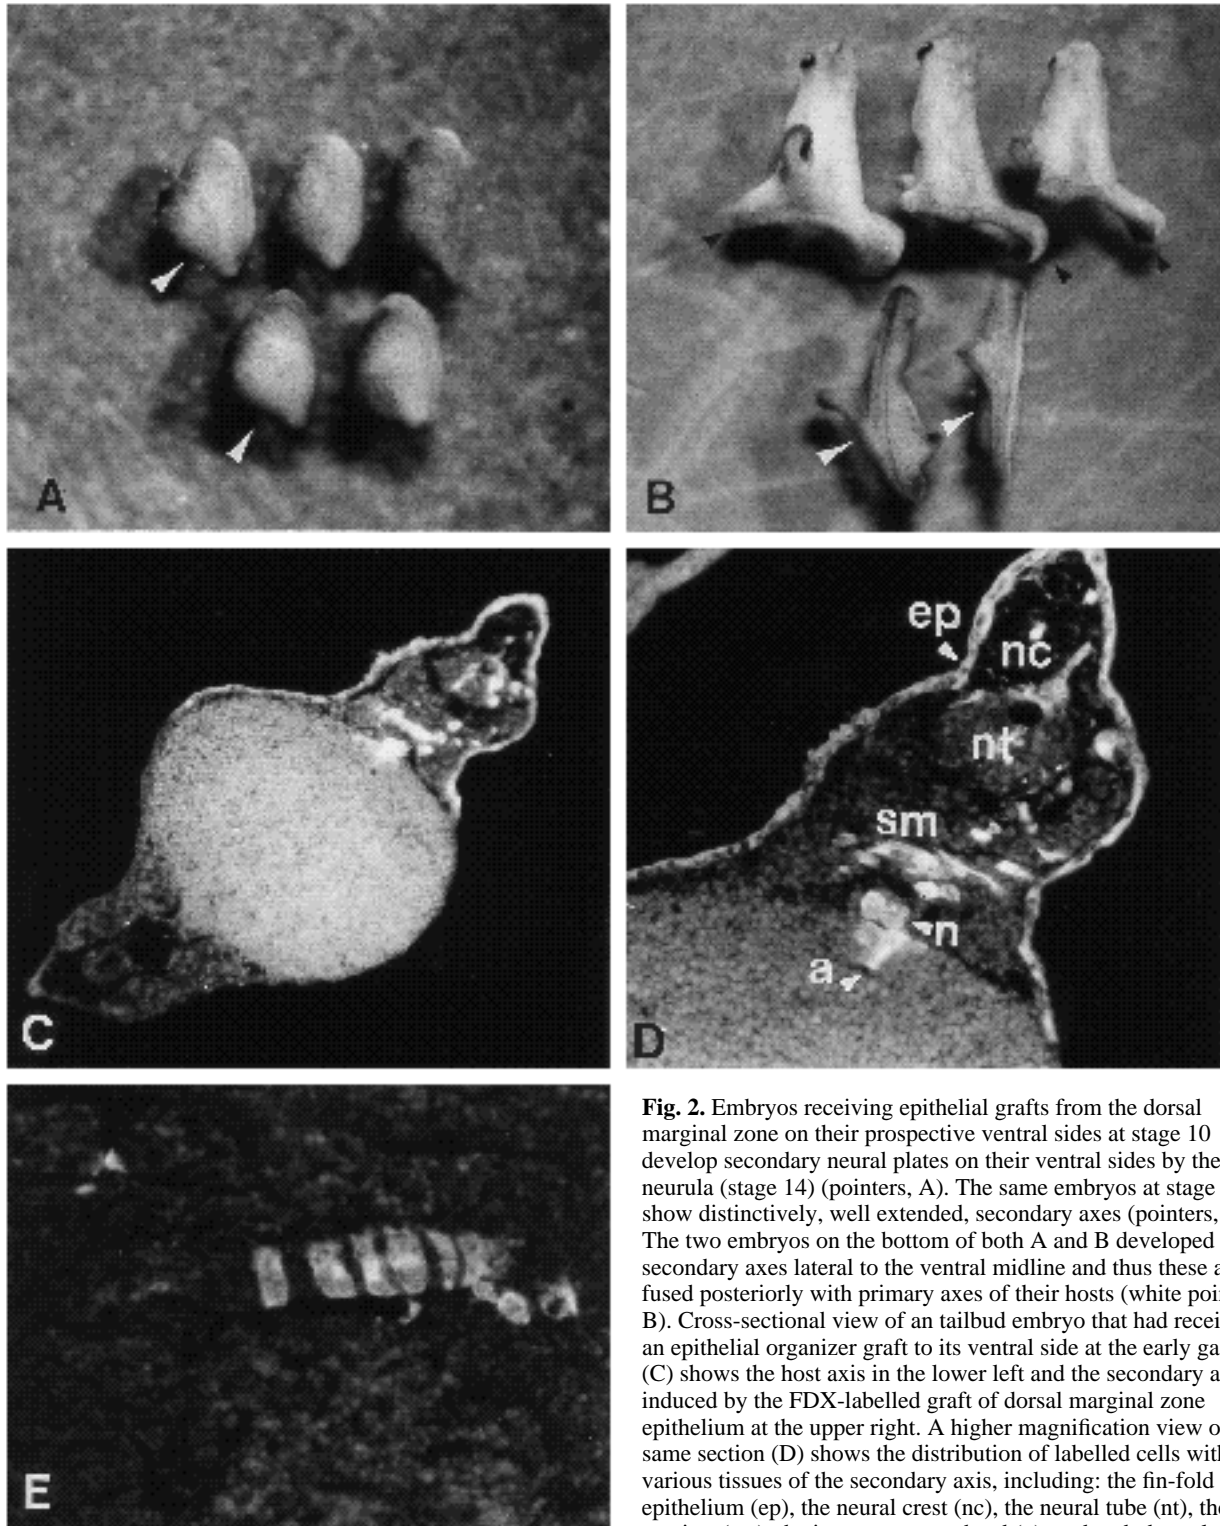 A
B
ep
nc
nt
sm
n
a
C
D
E
Fig. 2. Embryos receiving epithelial grafts from the dorsal
marginal zone on their prospective ventral sides at stage 10
develop secondary neural plates on their ventral sides by the
neurula (stage 14) (pointers, A). The same embryos at stage
show distinctively, well extended, secondary axes (pointers,
The two embryos on the bottom of both A and B developed
secondary axes lateral to the ventral midline and thus these a
fused posteriorly with primary axes of their hosts (white poin
B). Cross-sectional view of an tailbud embryo that had recei
an epithelial organizer graft to its ventral side at the early ga
(C) shows the host axis in the lower left and the secondary a
induced by the FDX-labelled graft of dorsal marginal zone
epithelium at the upper right. A higher magnification view o
same section (D) shows the distribution of labelled cells with
various tissues of the secondary axis, including: the fin-fold
epithelium (ep), the neural crest (nc), the neural tube (nt), the